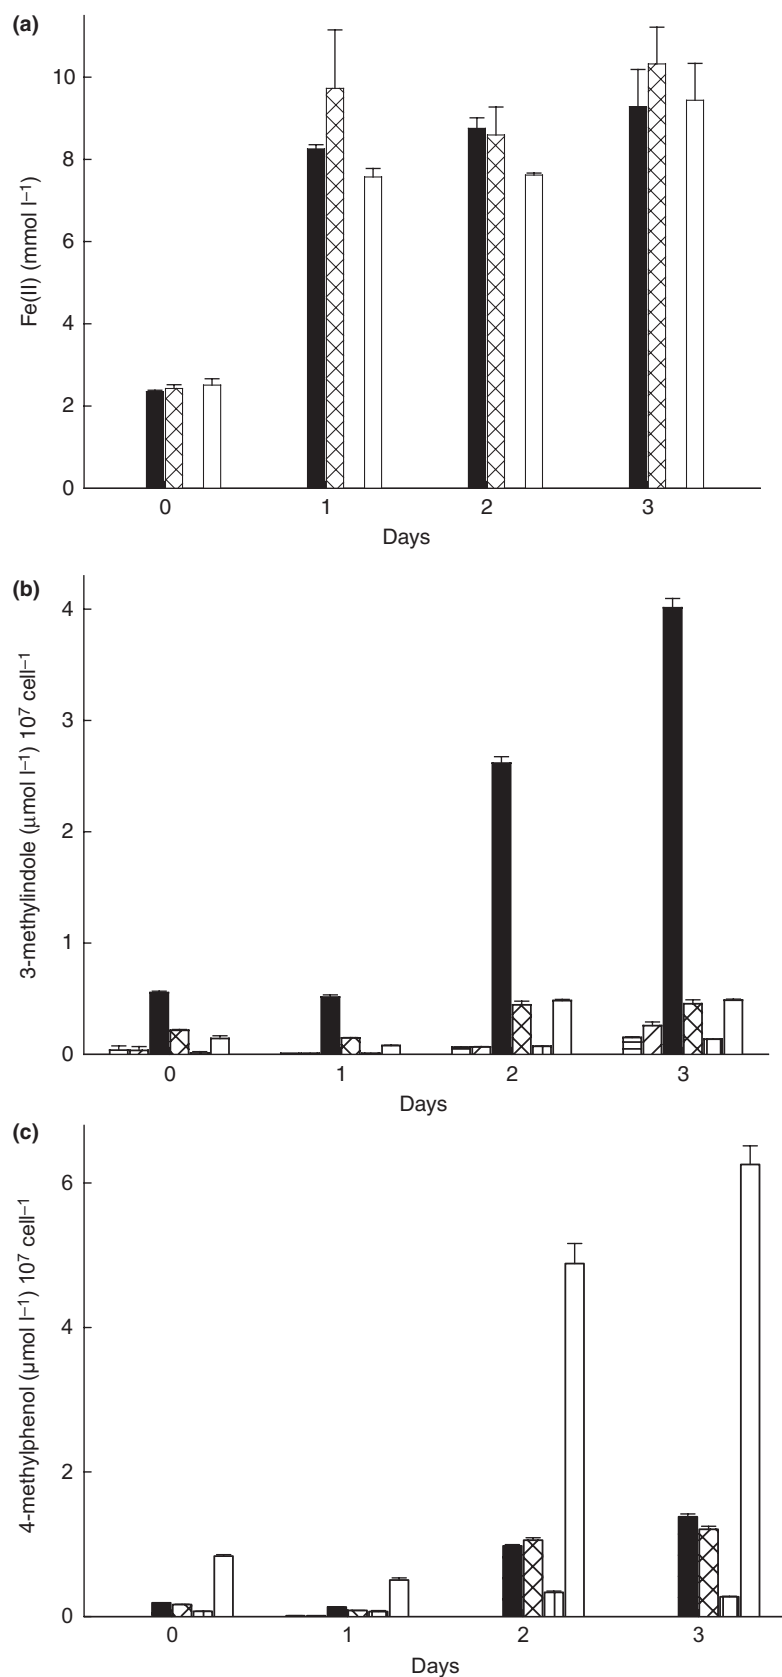 (a)
10
8
6
4
2
0
Fe(II) (mmol l⁻¹)
0 1 2 3
Days
(b)
4
3
2
1
0
3-methylindole (µmol l⁻¹) 10⁷ cell⁻¹
0 1 2 3
Days
(c)
6
4
2
0
4-methylphenol (µmol l⁻¹) 10⁷ cell⁻¹
0 1 2 3
Days